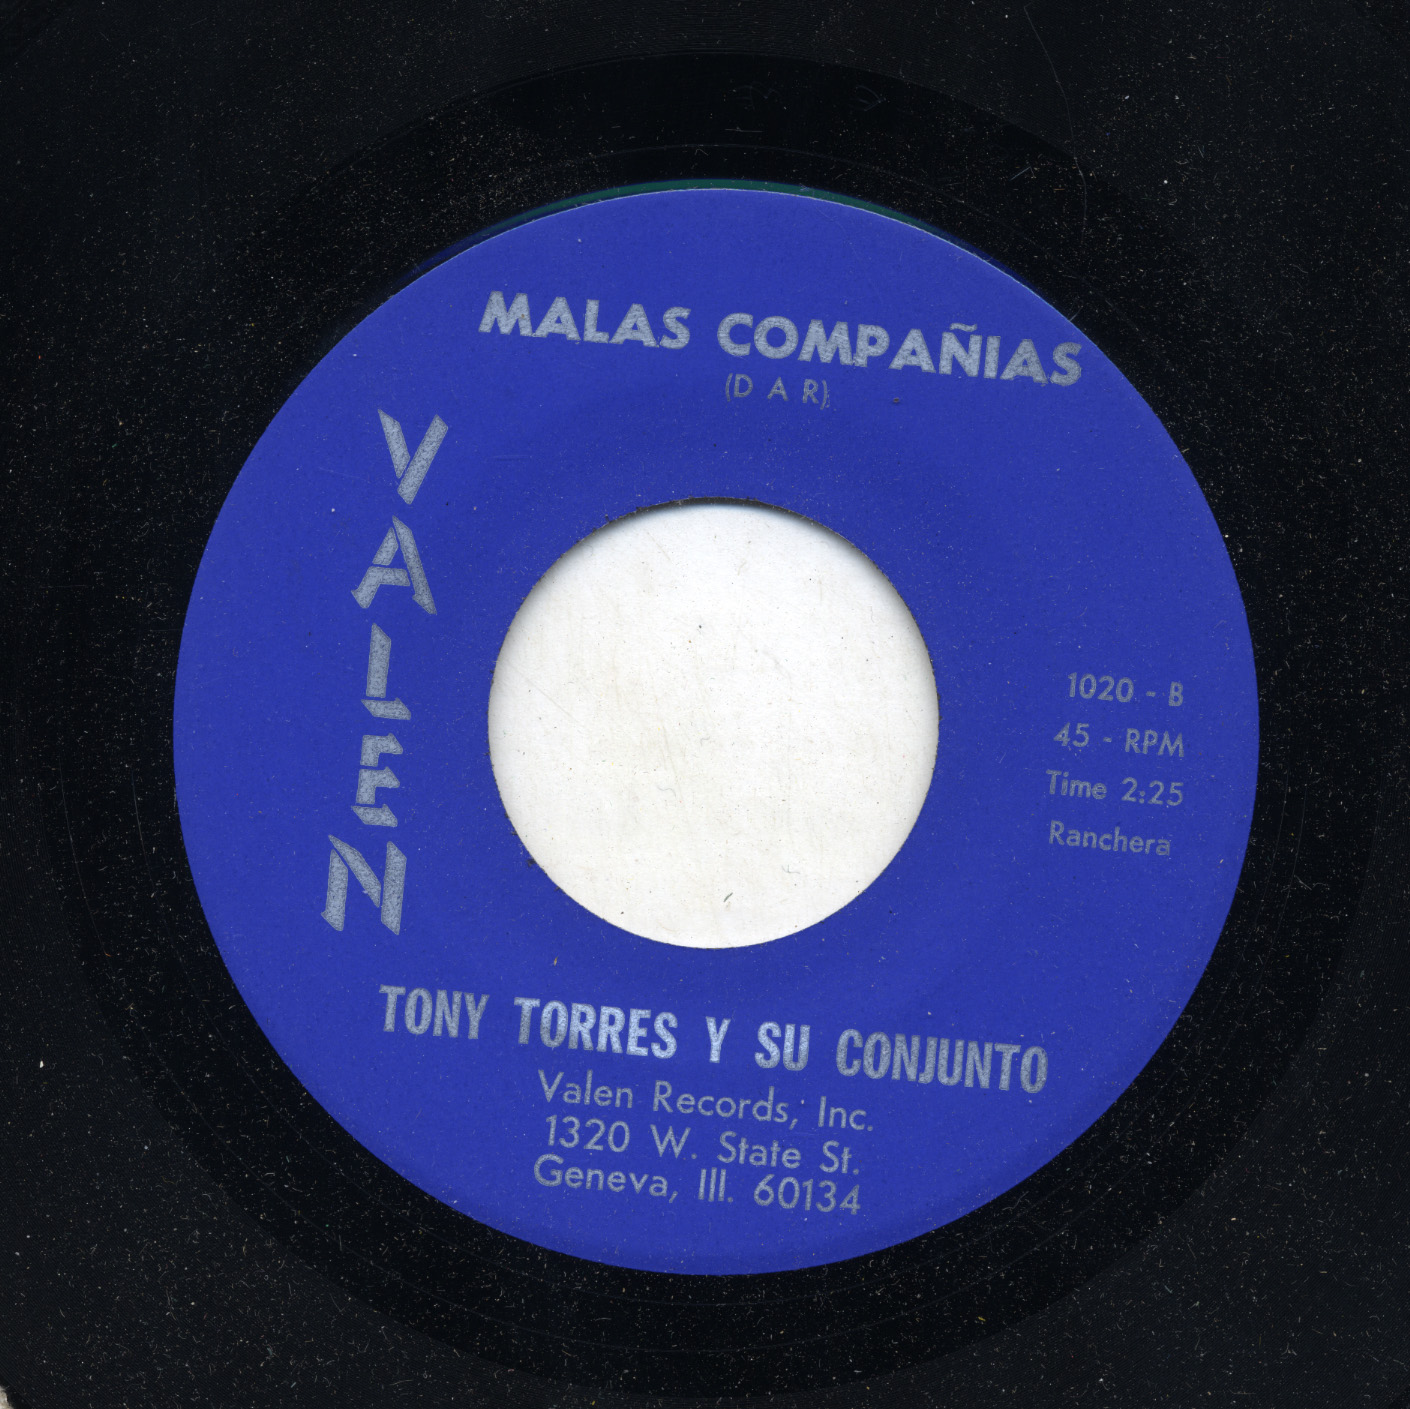 MALAS COMPAÑIAS
(D A R)
VALEN
1020 - B
45 - RPM
Time 2:25
Ranchera
TONY TORRES Y SU CONJUNTO
Valen Records, Inc.
1320 W. State St.
Geneva, Ill. 60134